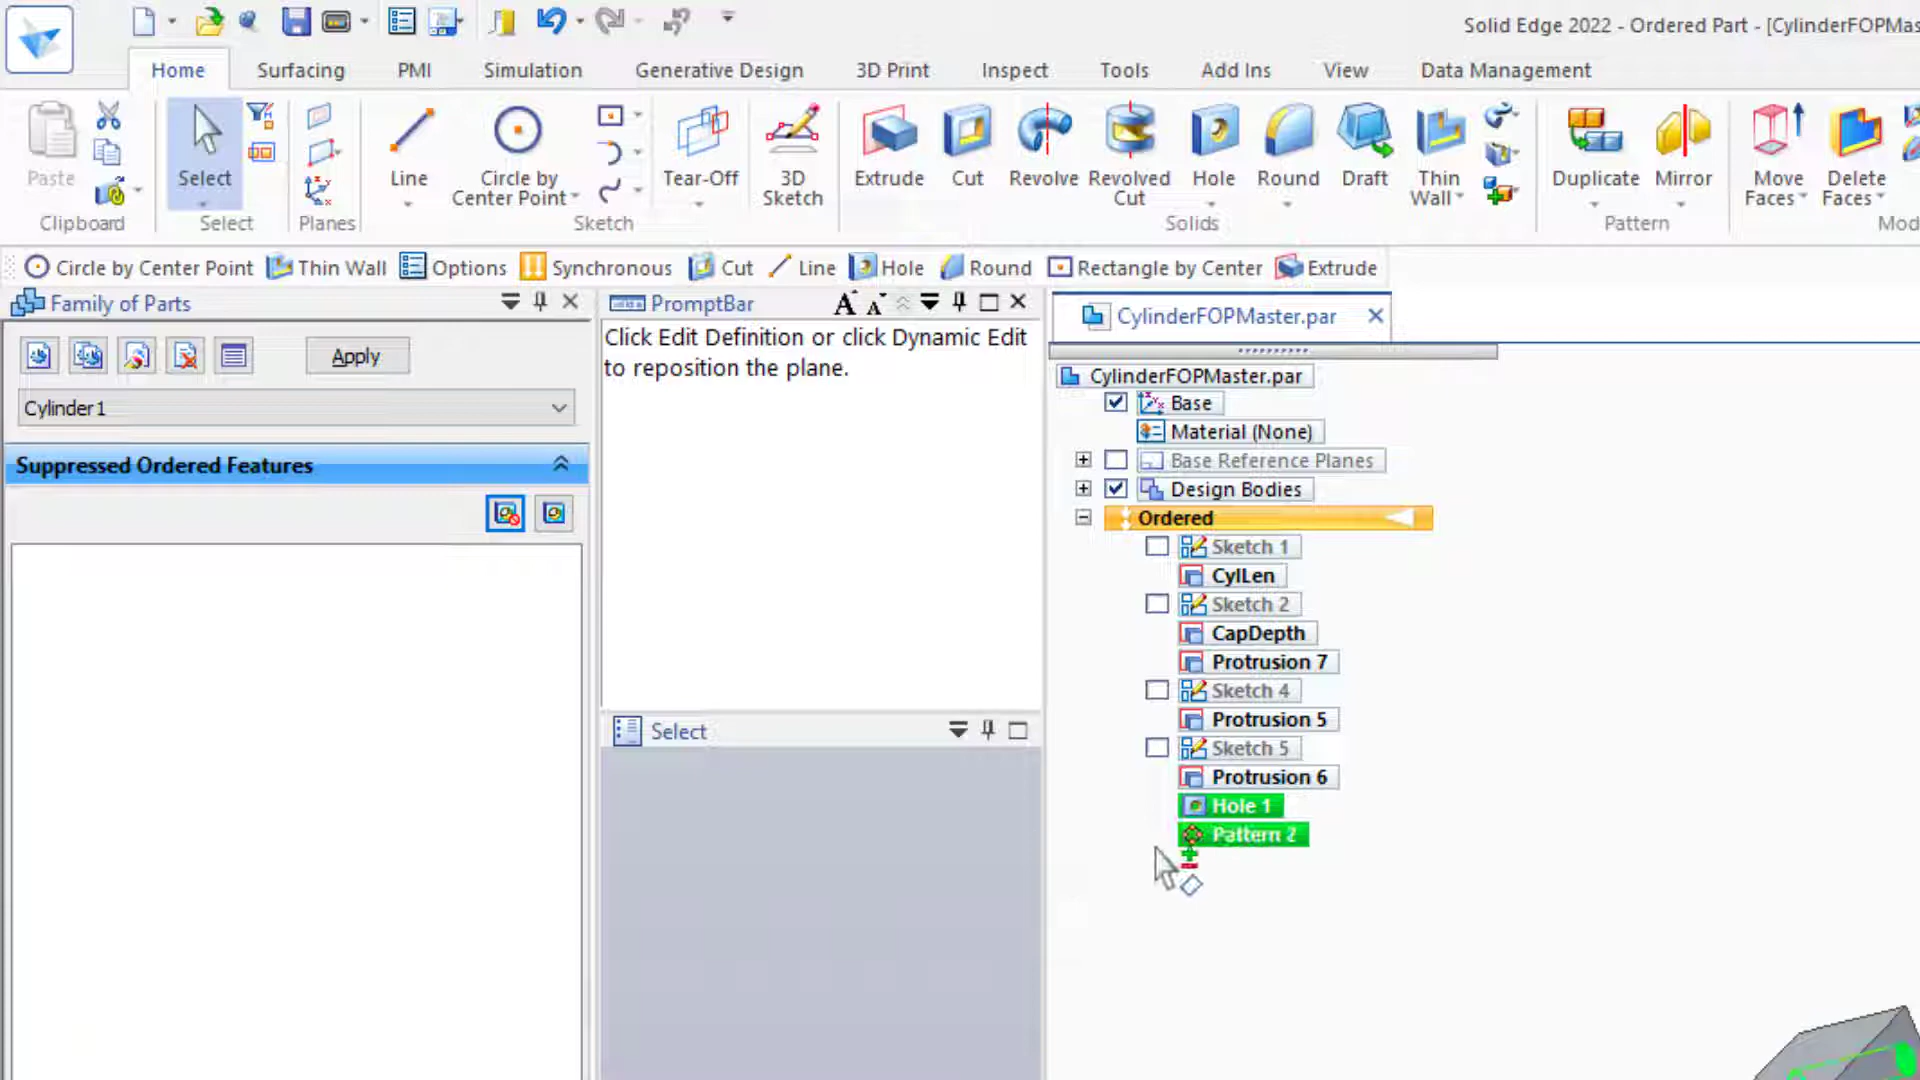 Solid Edge 2022 - Ordered Part - [CylinderFOPMas
Home Surfacing PMI Simulation Generative Design 3D Print Inspect Tools Add Ins View Data Management
Paste
Clipboard
Select
Select
Planes
Line
Circle by
Center Point
Sketch
Tear-Off
3D
Sketch
Extrude
Cut
Revolve
Revolved
Cut
Hole
Round
Draft
Thin
Wall
Solids
Duplicate
Mirror
Pattern
Move
Faces
Delete
Faces
Mod
Circle by Center Point Thin Wall Options Synchronous Cut Line Hole Round Rectangle by Center Extrude
Family of Parts
Apply
Cylinder1
Suppressed Ordered Features
PromptBar
A A
Click Edit Definition or click Dynamic Edit
to reposition the plane.
Select
CylinderFOPMaster.par
CylinderFOPMaster.par
Base
Material (None)
Base Reference Planes
Design Bodies
Ordered
Sketch 1
CylLen
Sketch 2
CapDepth
Protrusion 7
Sketch 4
Protrusion 5
Sketch 5
Protrusion 6
Hole 1
Pattern 2